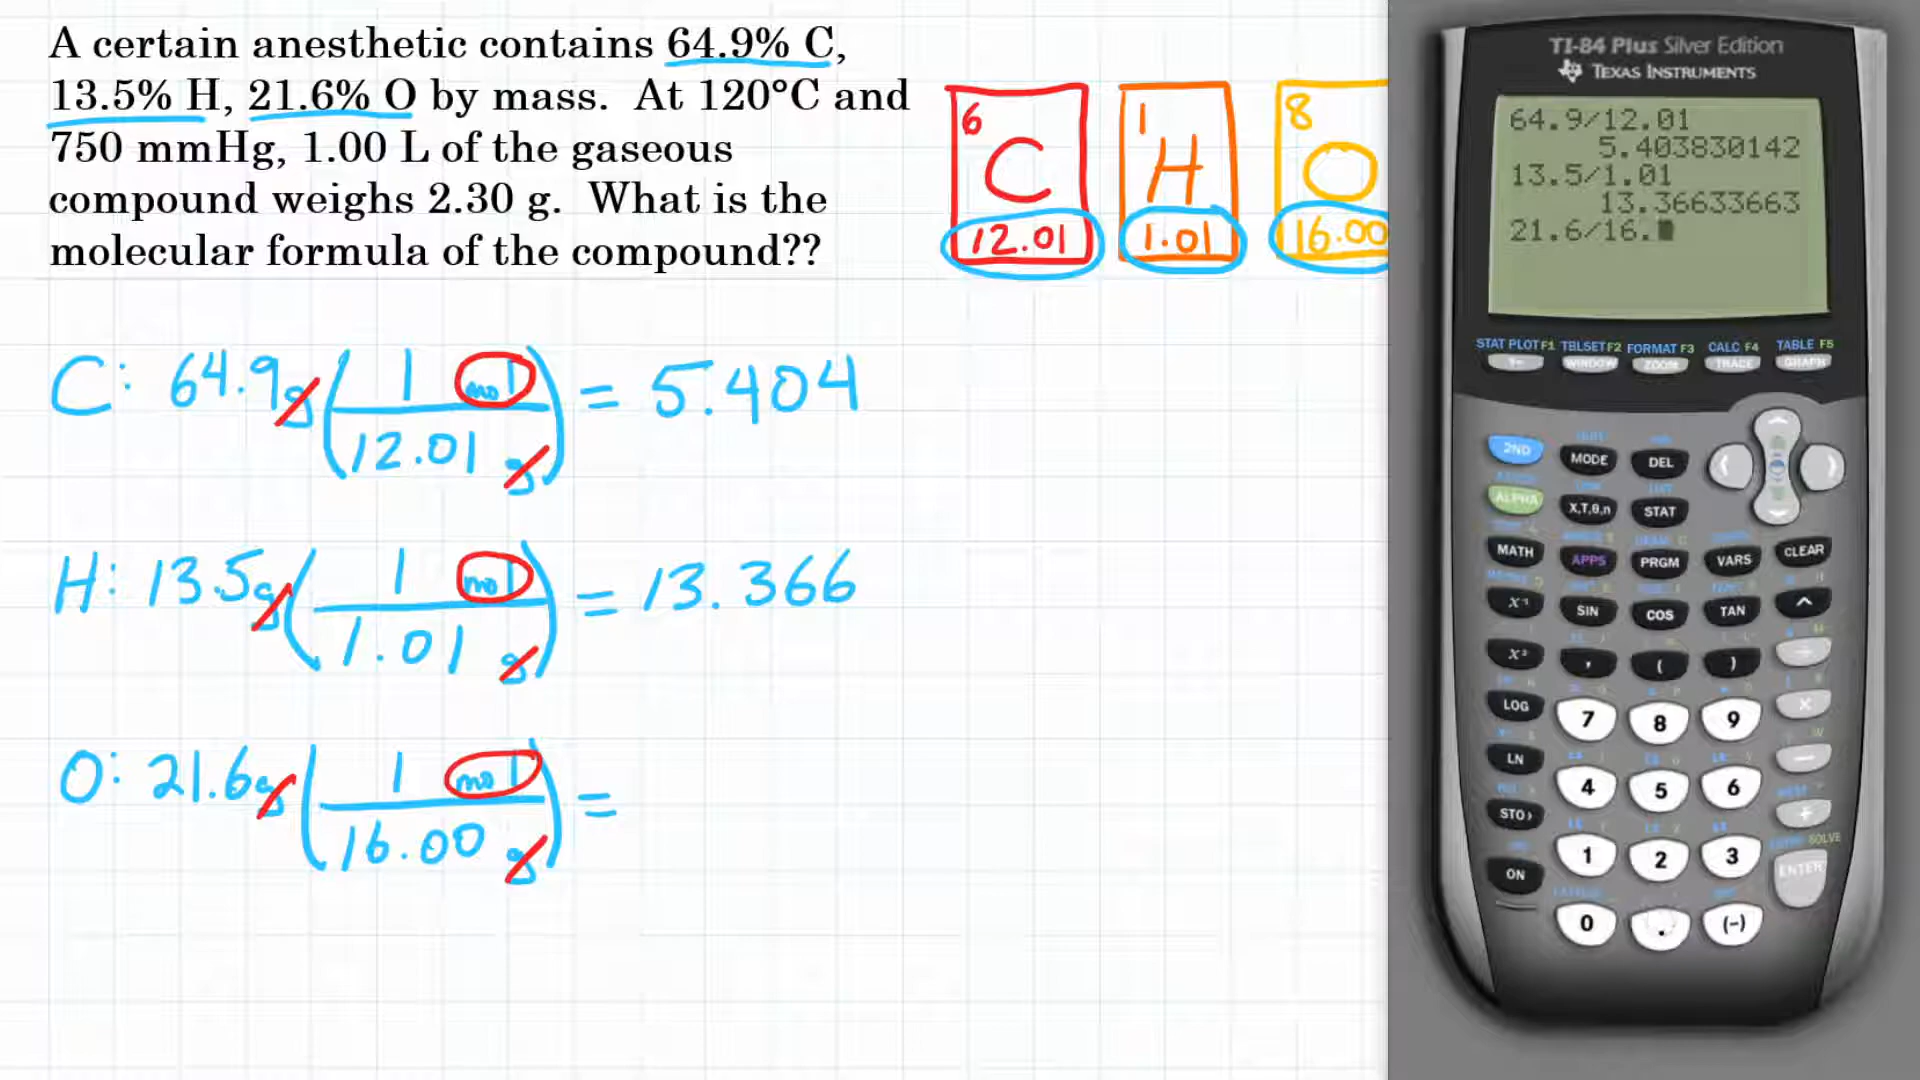 A certain anesthetic contains 64.9% C,
13.5% H, 21.6% O by mass. At 120°C and
750 mmHg, 1.00 L of the gaseous
compound weighs 2.30 g. What is the
molecular formula of the compound??
6
C
12.01
1
H
1.01
8
O
16.00
C: 64.9g (1 mol / 12.01 g) = 5.404
H: 13.5g (1 mol / 1.01 g) = 13.366
O: 21.6g (1 mol / 16.00 g) =
TI-84 Plus Silver Edition
TEXAS INSTRUMENTS
64.9/12.01
5.403830142
13.5/1.01
13.36633663
21.6/16.
STAT PLOT F1 TBLSET F2 FORMAT F3 CALC F4 TABLE F5
Y= WINDOW ZOOM TRACE GRAPH
2ND MODE DEL
ALPHA X,T,θ,n STAT
MATH APPS PRGM VARS CLEAR
x⁻¹ SIN COS TAN ^
x² , ( ) ÷
LOG 7 8 9 ×
LN 4 5 6 −
STO› 1 2 3 +
ON 0 . (−) ENTER